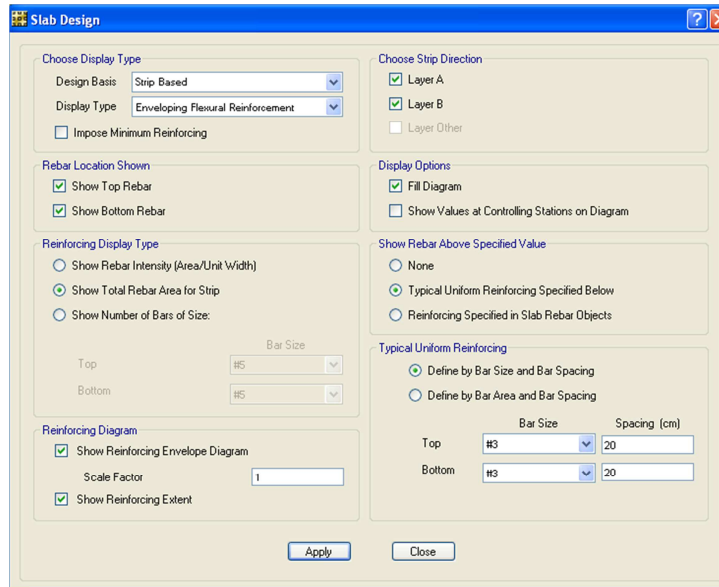 Slab Design
Choose Display Type
Design Basis Strip Based
Display Type Enveloping Flexural Reinforcement
Impose Minimum Reinforcing
Rebar Location Shown
Show Top Rebar
Show Bottom Rebar
Reinforcing Display Type
Show Rebar Intensity (Area/Unit Width)
Show Total Rebar Area for Strip
Show Number of Bars of Size:
Bar Size
Top #5
Bottom #5
Reinforcing Diagram
Show Reinforcing Envelope Diagram
Scale Factor 1
Show Reinforcing Extent
Choose Strip Direction
Layer A
Layer B
Layer Other
Display Options
Fill Diagram
Show Values at Controlling Stations on Diagram
Show Rebar Above Specified Value
None
Typical Uniform Reinforcing Specified Below
Reinforcing Specified in Slab Rebar Objects
Typical Uniform Reinforcing
Define by Bar Size and Bar Spacing
Define by Bar Area and Bar Spacing
Bar Size Spacing (cm)
Top #3 20
Bottom #3 20
Apply Close